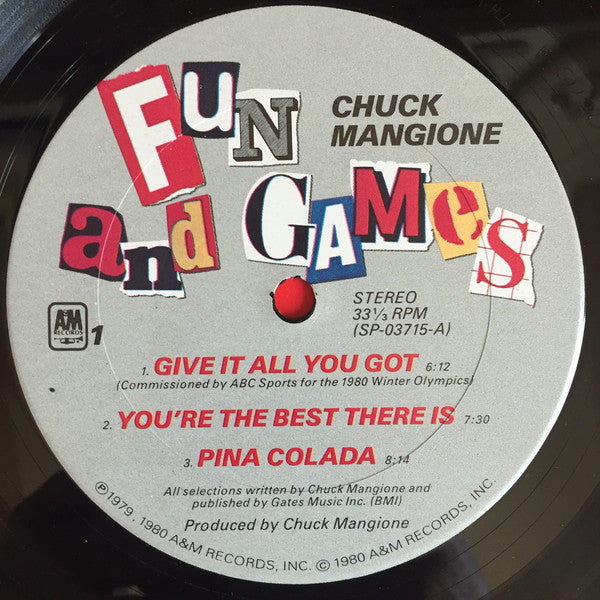 Fun
and GAMes
CHUCK
MANGIONE
STEREO
33⅓ RPM
(SP-03715-A)
A&M
RECORDS
1
1. GIVE IT ALL YOU GOT 6:12
(Commissioned by ABC Sports for the 1980 Winter Olympics)
2. YOU'RE THE BEST THERE IS 7:30
3. PINA COLADA 8:14
All selections written by Chuck Mangione and
published by Gates Music Inc. (BMI)
Produced by Chuck Mangione
℗1979, 1980 A&M RECORDS, INC. © 1980 A&M RECORDS, INC.